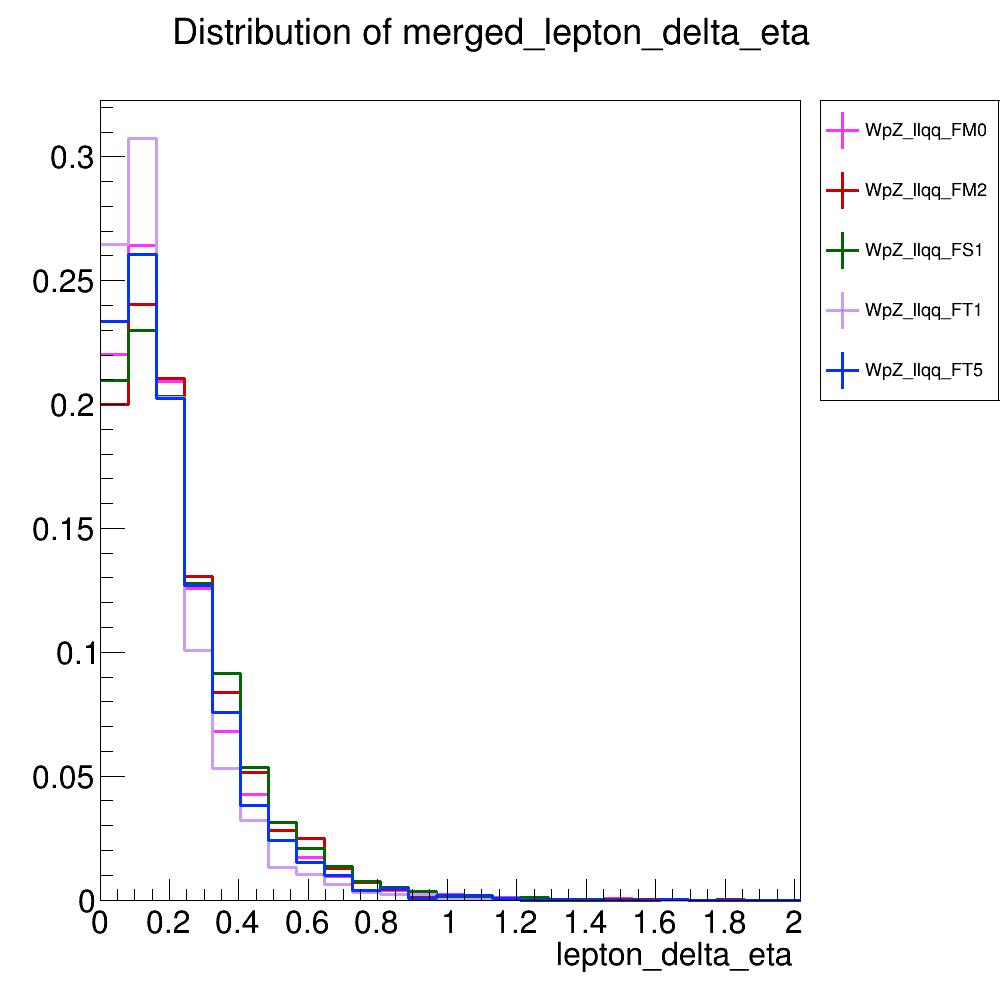 Distribution of merged_lepton_delta_eta
WpZ_llqq_FM0
WpZ_llqq_FM2
WpZ_llqq_FS1
WpZ_llqq_FT1
WpZ_llqq_FT5
0.3
0.25
0.2
0.15
0.1
0.05
0
0 0.2 0.4 0.6 0.8 1 1.2 1.4 1.6 1.8 2
lepton_delta_eta